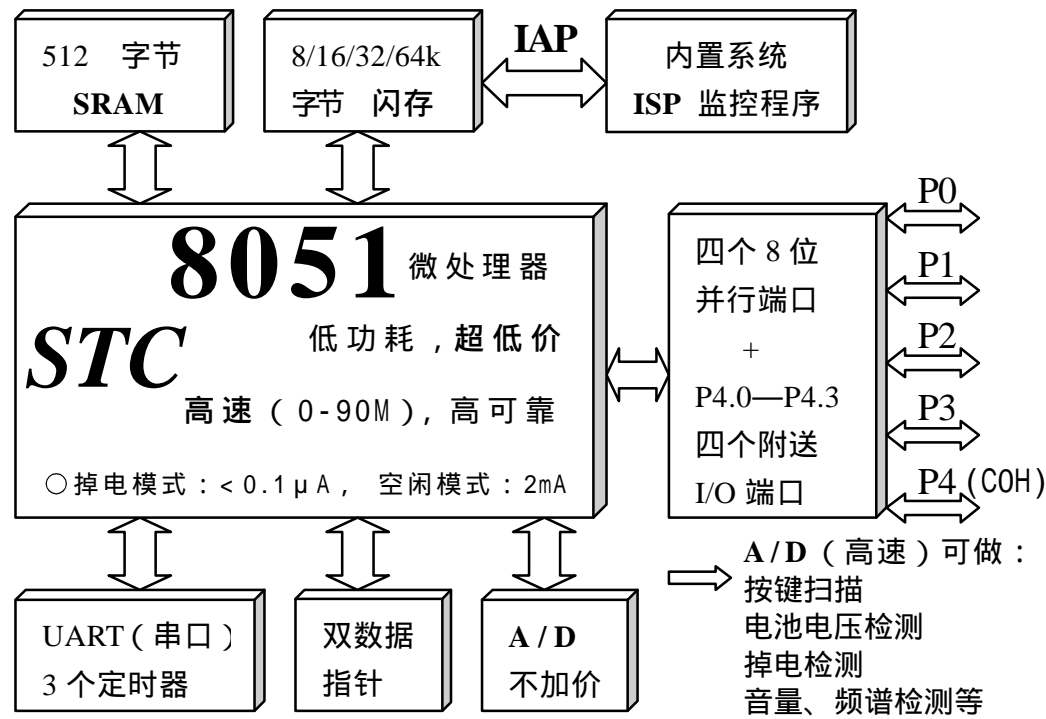 512 字节
SRAM
8/16/32/64k
字节 闪存
IAP
内置系统
ISP 监控程序
8051 微处理器
STC
低功耗,超低价
高速(0-90M),高可靠
○掉电模式:<0.1μA, 空闲模式:2mA
四个 8 位
并行端口
+
P4.0—P4.3
四个附送
I/O 端口
P0
P1
P2
P3
P4(C0H)
UART(串口)
3 个定时器
双数据
指针
A/D
不加价
A/D(高速)可做:
按键扫描
电池电压检测
掉电检测
音量、频谱检测等